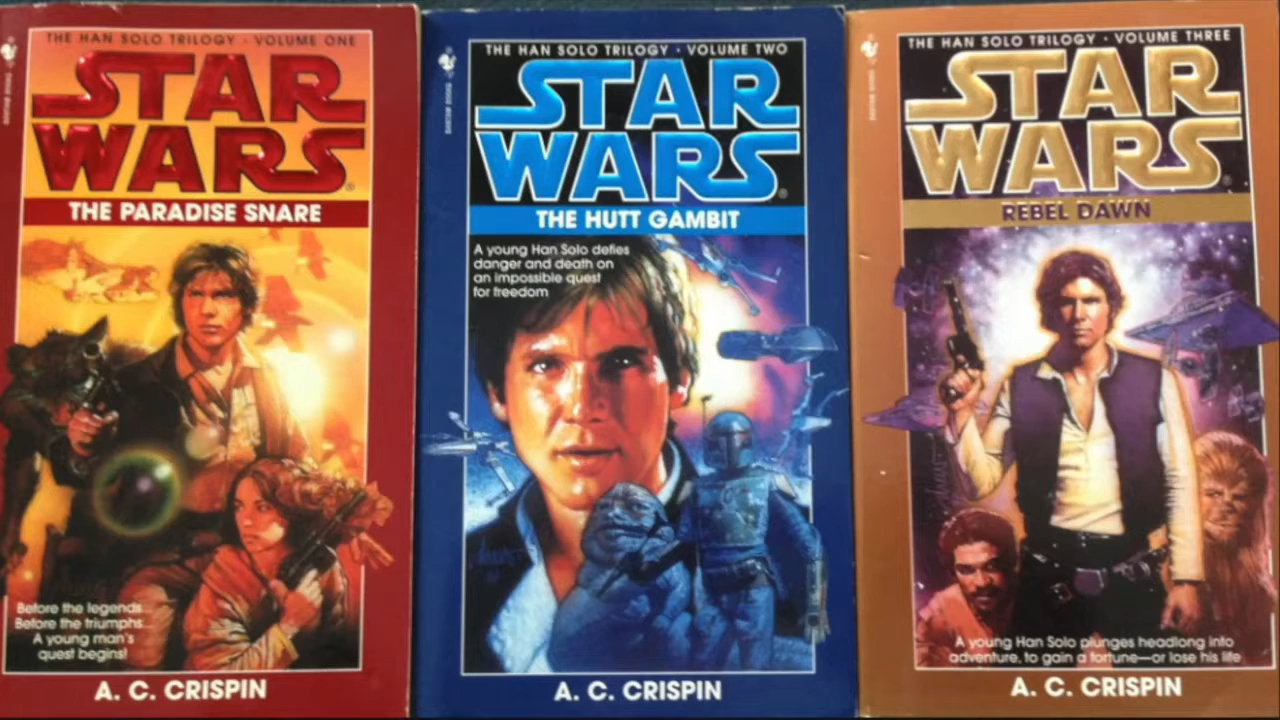 THE HAN SOLO TRILOGY · VOLUME ONE
STAR
WARS®
THE PARADISE SNARE
Before the legends...
Before the triumphs...
A young man's
quest begins!
A. C. CRISPIN
THE HAN SOLO TRILOGY · VOLUME TWO
STAR
WARS®
THE HUTT GAMBIT
A young Han Solo defies
danger and death on
an impossible quest
for freedom
A. C. CRISPIN
THE HAN SOLO TRILOGY · VOLUME THREE
STAR
WARS®
REBEL DAWN
A young Han Solo plunges headlong into
adventure, to gain a fortune—or lose his life
A. C. CRISPIN